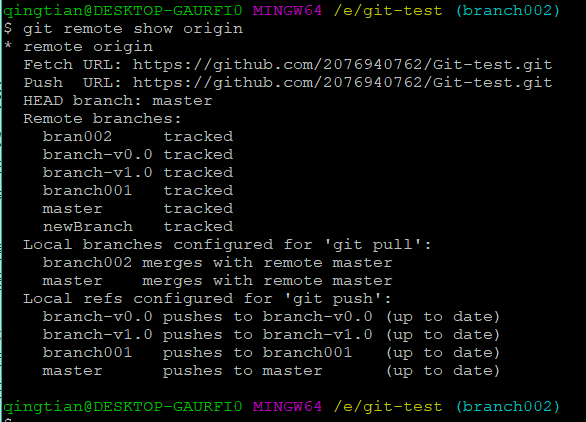 qingtian@DESKTOP-GAURFI0 MINGW64 /e/git-test (branch002)
$ git remote show origin
* remote origin
  Fetch URL: https://github.com/2076940762/Git-test.git
  Push  URL: https://github.com/2076940762/Git-test.git
  HEAD branch: master
  Remote branches:
    bran002     tracked
    branch-v0.0 tracked
    branch-v1.0 tracked
    branch001   tracked
    master      tracked
    newBranch   tracked
  Local branches configured for 'git pull':
    branch002 merges with remote master
    master    merges with remote master
  Local refs configured for 'git push':
    branch-v0.0 pushes to branch-v0.0 (up to date)
    branch-v1.0 pushes to branch-v1.0 (up to date)
    branch001   pushes to branch001   (up to date)
    master      pushes to master      (up to date)
qingtian@DESKTOP-GAURFI0 MINGW64 /e/git-test (branch002)
$